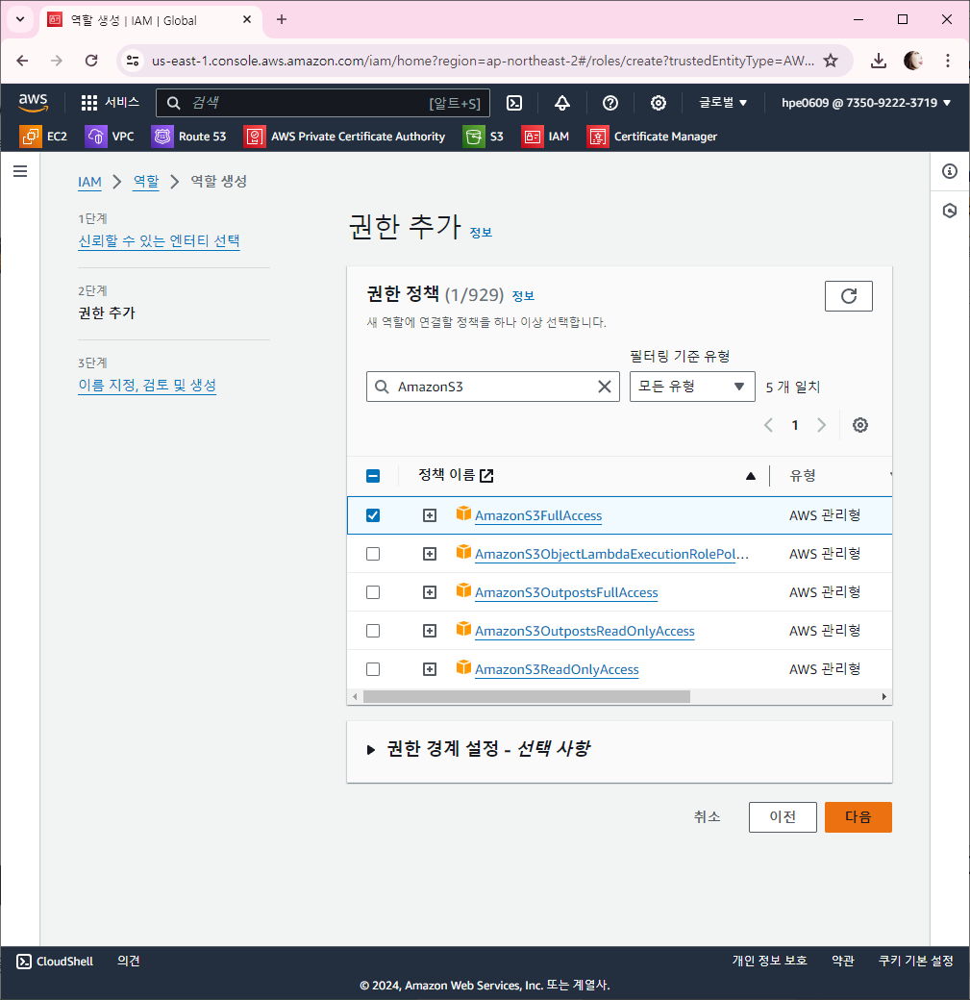 역할 생성 | IAM | Global
us-east-1.console.aws.amazon.com/iam/home?region=ap-northeast-2#/roles/create?trustedEntityType=AW...
aws 서비스 검색 [알트+S] 글로벌 hpe0609 @ 7350-9222-3719
EC2 VPC Route 53 AWS Private Certificate Authority S3 IAM Certificate Manager
IAM 역할 역할 생성
1단계
신뢰할 수 있는 엔터티 선택
2단계
권한 추가
3단계
이름 지정, 검토 및 생성
권한 추가 정보
권한 정책 (1/929) 정보
새 역할에 연결할 정책을 하나 이상 선택합니다.
필터링 기준 유형
AmazonS3 모든 유형 5 개 일치
1
정책 이름 유형
AmazonS3FullAccess AWS 관리형
AmazonS3ObjectLambdaExecutionRolePol... AWS 관리형
AmazonS3OutpostsFullAccess AWS 관리형
AmazonS3OutpostsReadOnlyAccess AWS 관리형
AmazonS3ReadOnlyAccess AWS 관리형
권한 경계 설정 - 선택 사항
취소 이전 다음
CloudShell 의견 개인 정보 보호 약관 쿠키 기본 설정
© 2024, Amazon Web Services, Inc. 또는 계열사.